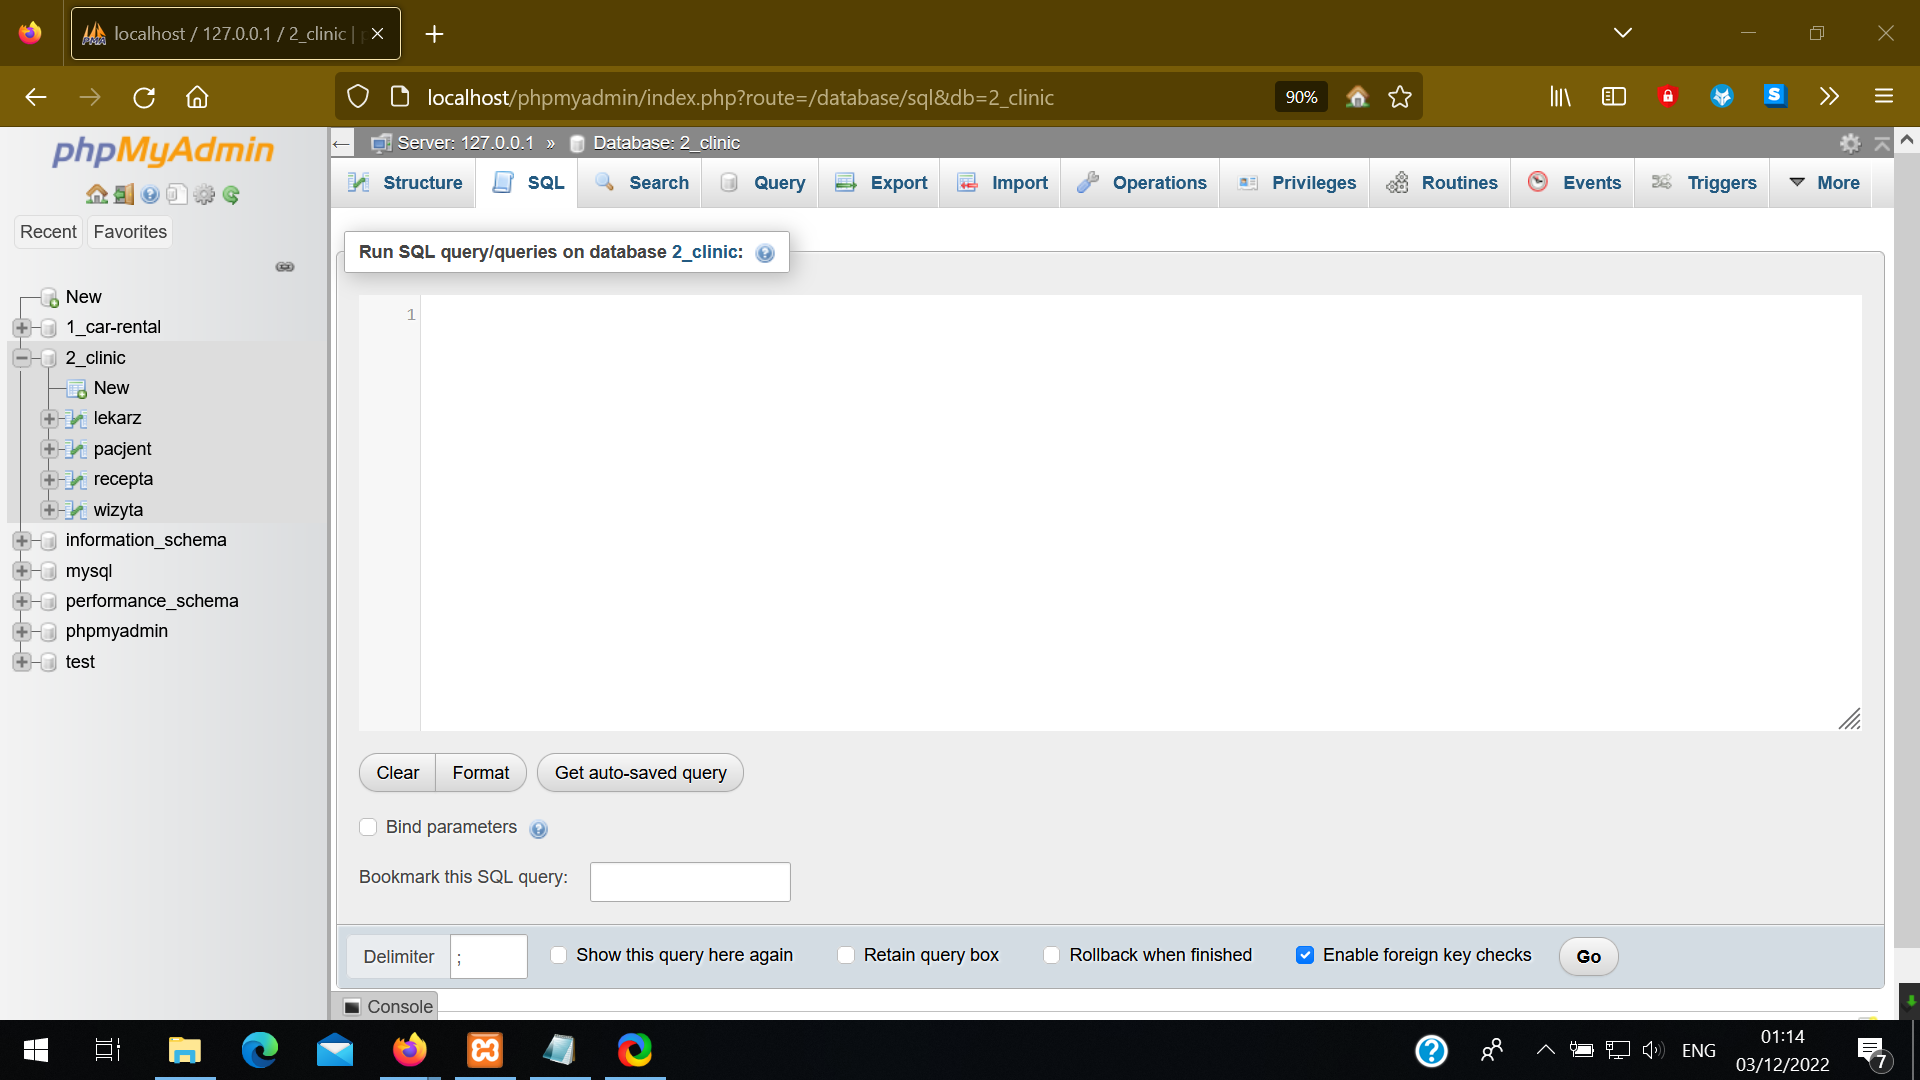 localhost / 127.0.0.1 / 2_clinic |
localhost/phpmyadmin/index.php?route=/database/sql&db=2_clinic
90%
S
phpMyAdmin
Recent
Favorites
New
1_car-rental
2_clinic
New
lekarz
pacjent
recepta
wizyta
information_schema
mysql
performance_schema
phpmyadmin
test
Server: 127.0.0.1 » Database: 2_clinic
Structure SQL Search Query Export Import Operations Privileges Routines Events Triggers More
Run SQL query/queries on database 2_clinic:
1
Clear Format Get auto-saved query
Bind parameters
Bookmark this SQL query:
Delimiter ; Show this query here again Retain query box Rollback when finished Enable foreign key checks Go
Console
ENG
01:14
03/12/2022
7